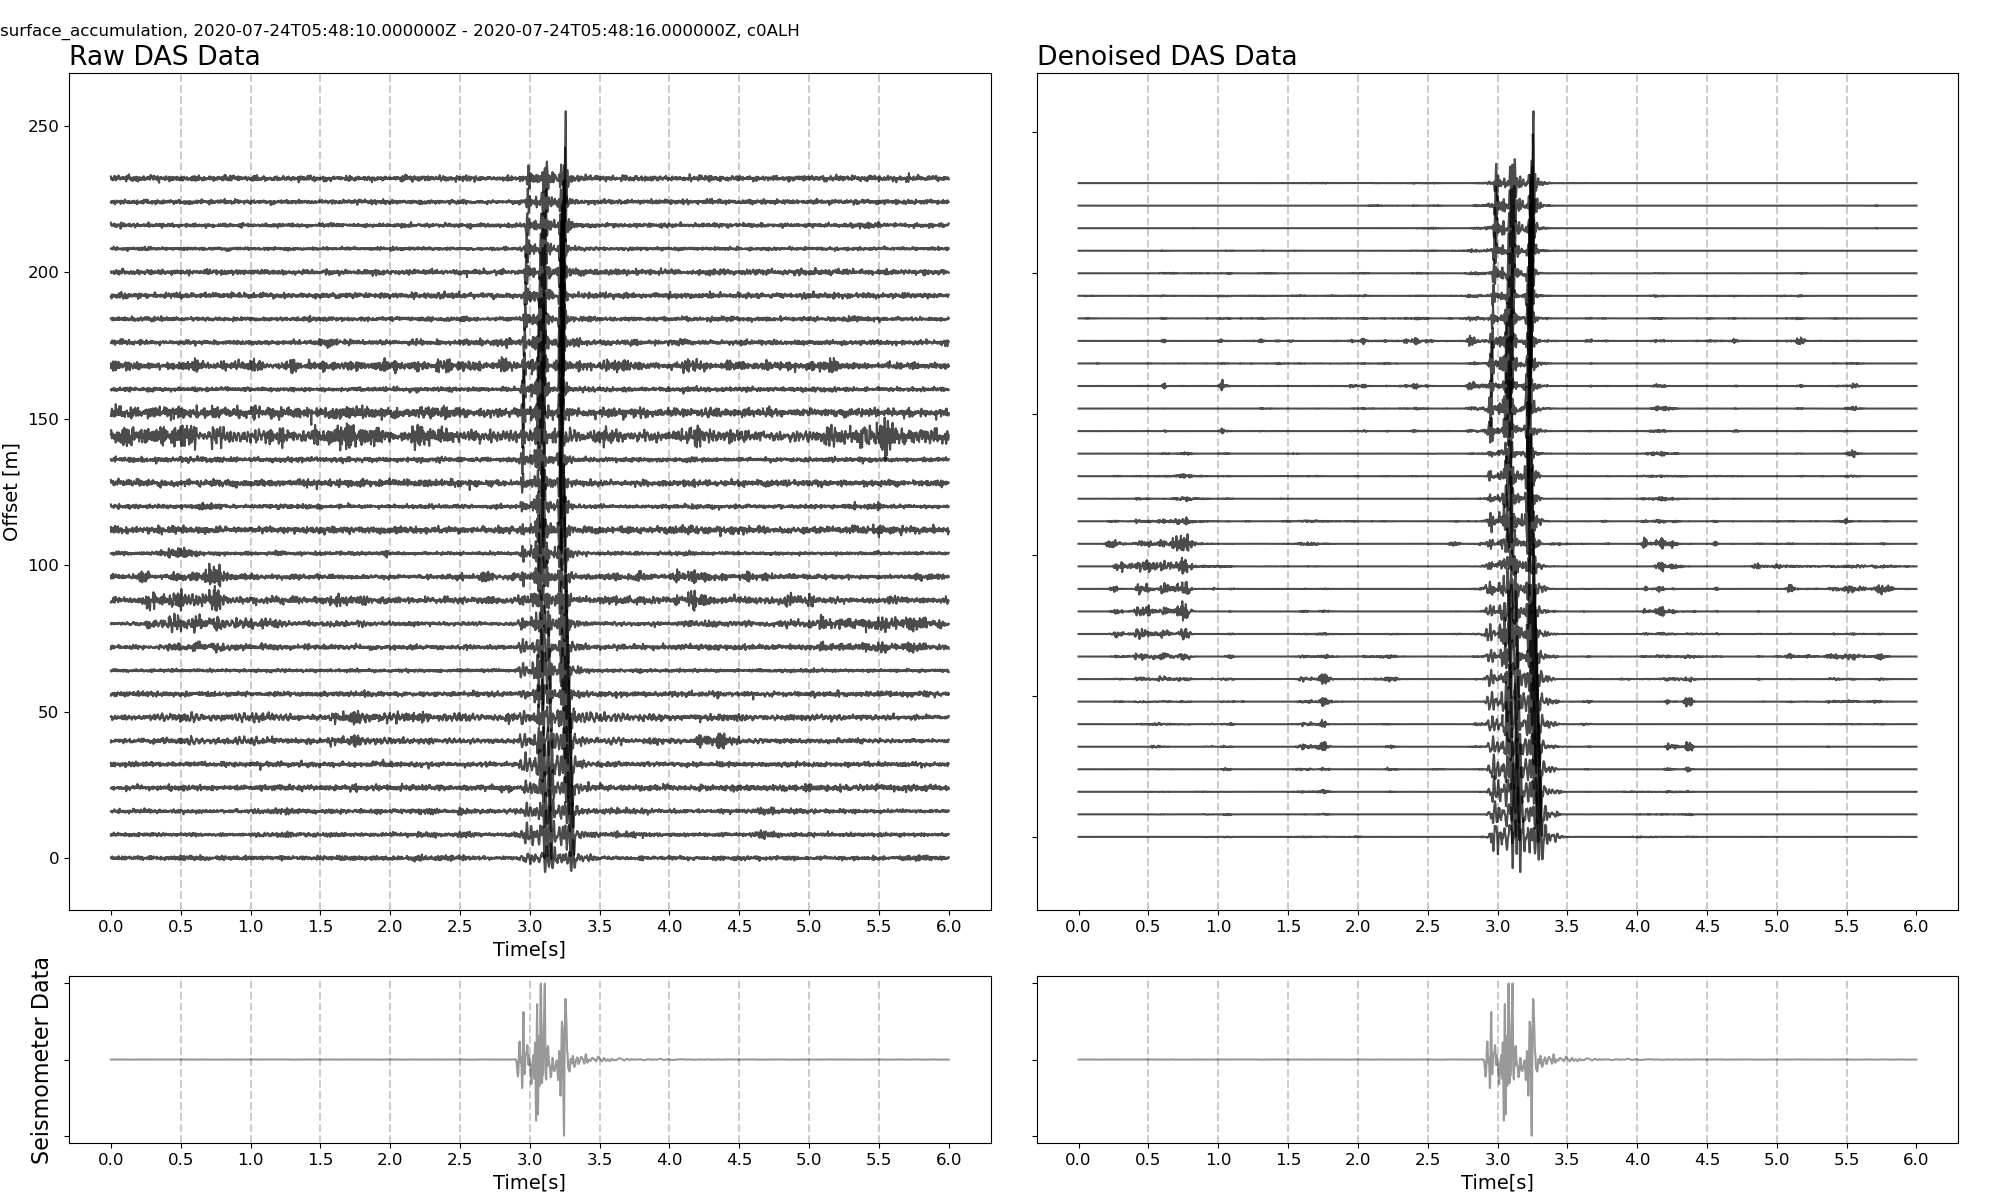 surface_accumulation, 2020-07-24T05:48:10.000000Z - 2020-07-24T05:48:16.000000Z, c0ALH
Raw DAS Data
Denoised DAS Data
250
200
150
100
50
0
Offset [m]
0.0 0.5 1.0 1.5 2.0 2.5 3.0 3.5 4.0 4.5 5.0 5.5 6.0
Time[s]
0.0 0.5 1.0 1.5 2.0 2.5 3.0 3.5 4.0 4.5 5.0 5.5 6.0
Seismometer Data
0.0 0.5 1.0 1.5 2.0 2.5 3.0 3.5 4.0 4.5 5.0 5.5 6.0
Time[s]
0.0 0.5 1.0 1.5 2.0 2.5 3.0 3.5 4.0 4.5 5.0 5.5 6.0
Time[s]